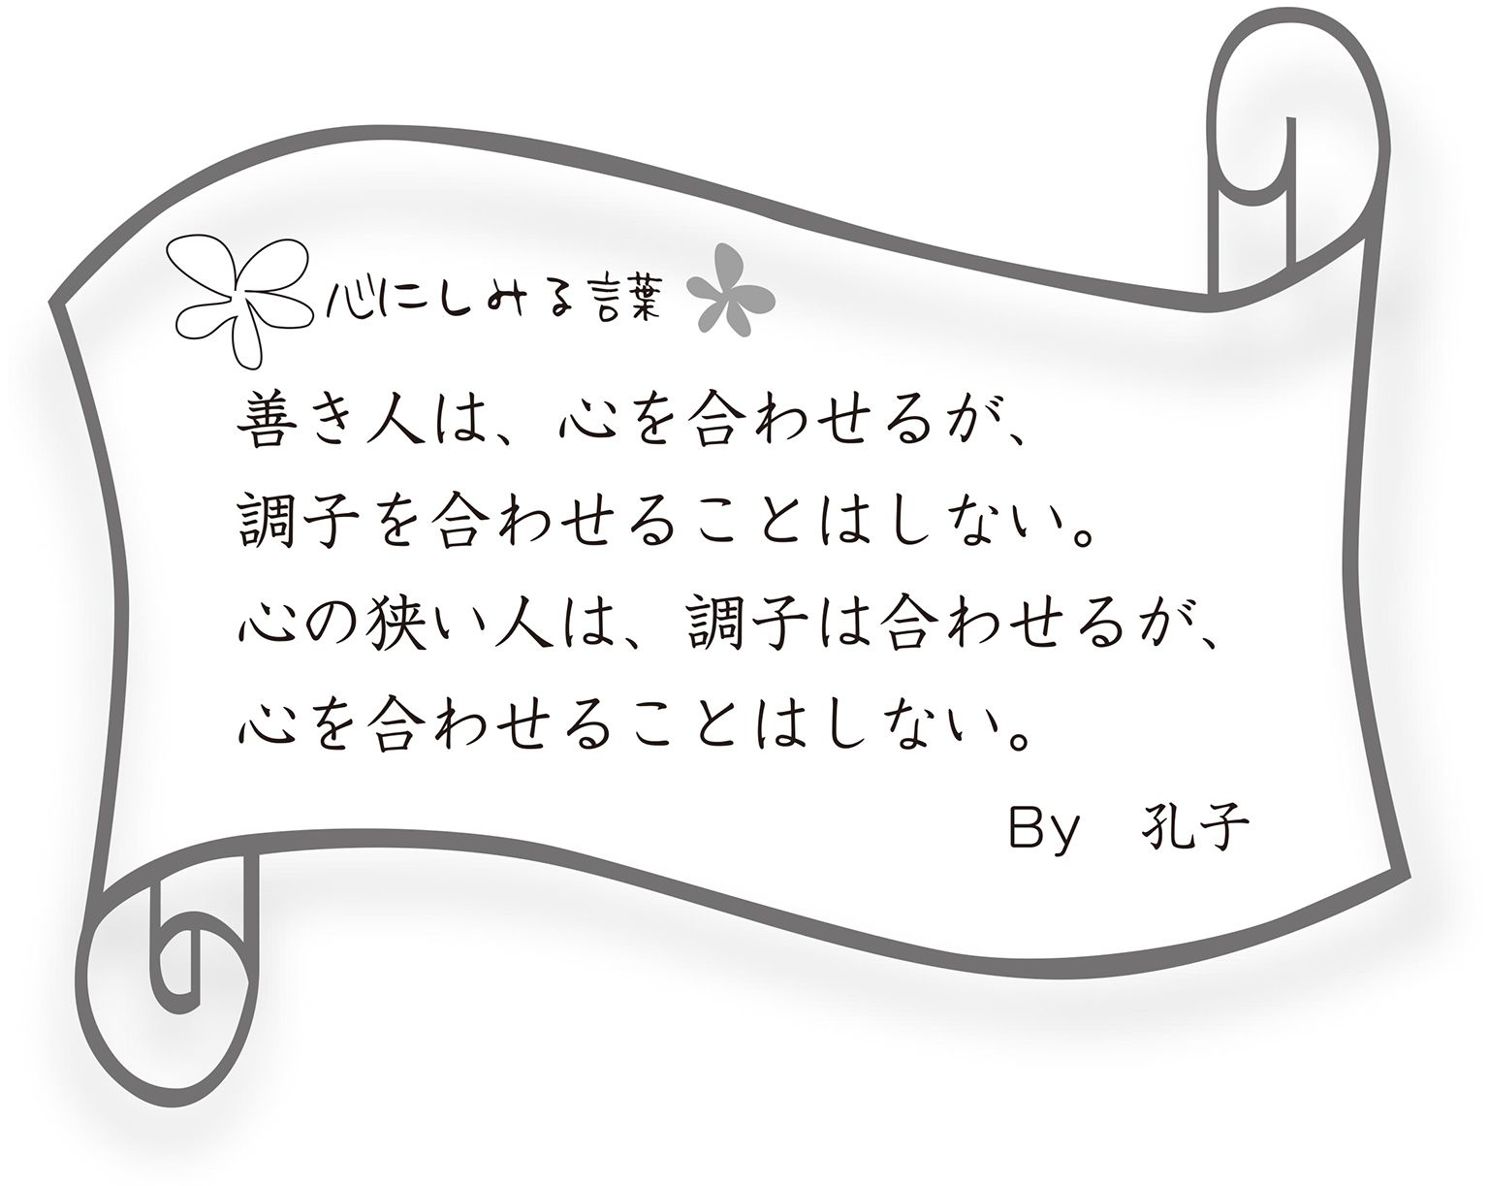 心にしみる言葉
善き人は、心を合わせるが、
調子を合わせることはしない。
心の狭い人は、調子は合わせるが、
心を合わせることはしない。
By　孔子